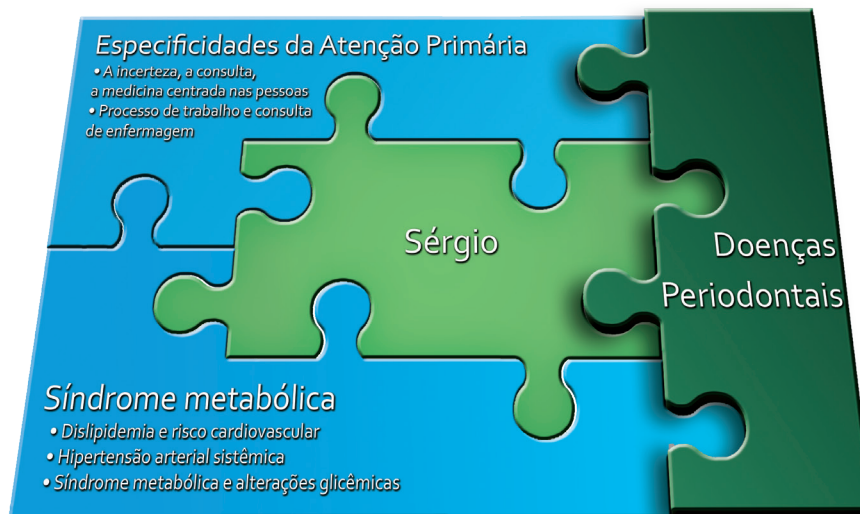 Especificidades da Atenção Primária
• A incerteza, a consulta,
a medicina centrada nas pessoas
• Processo de trabalho e consulta
de enfermagem
Sérgio
Doenças
Periodontais
Síndrome metabólica
• Dislipidemia e risco cardiovascular
• Hipertensão arterial sistêmica
• Síndrome metabólica e alterações glicêmicas